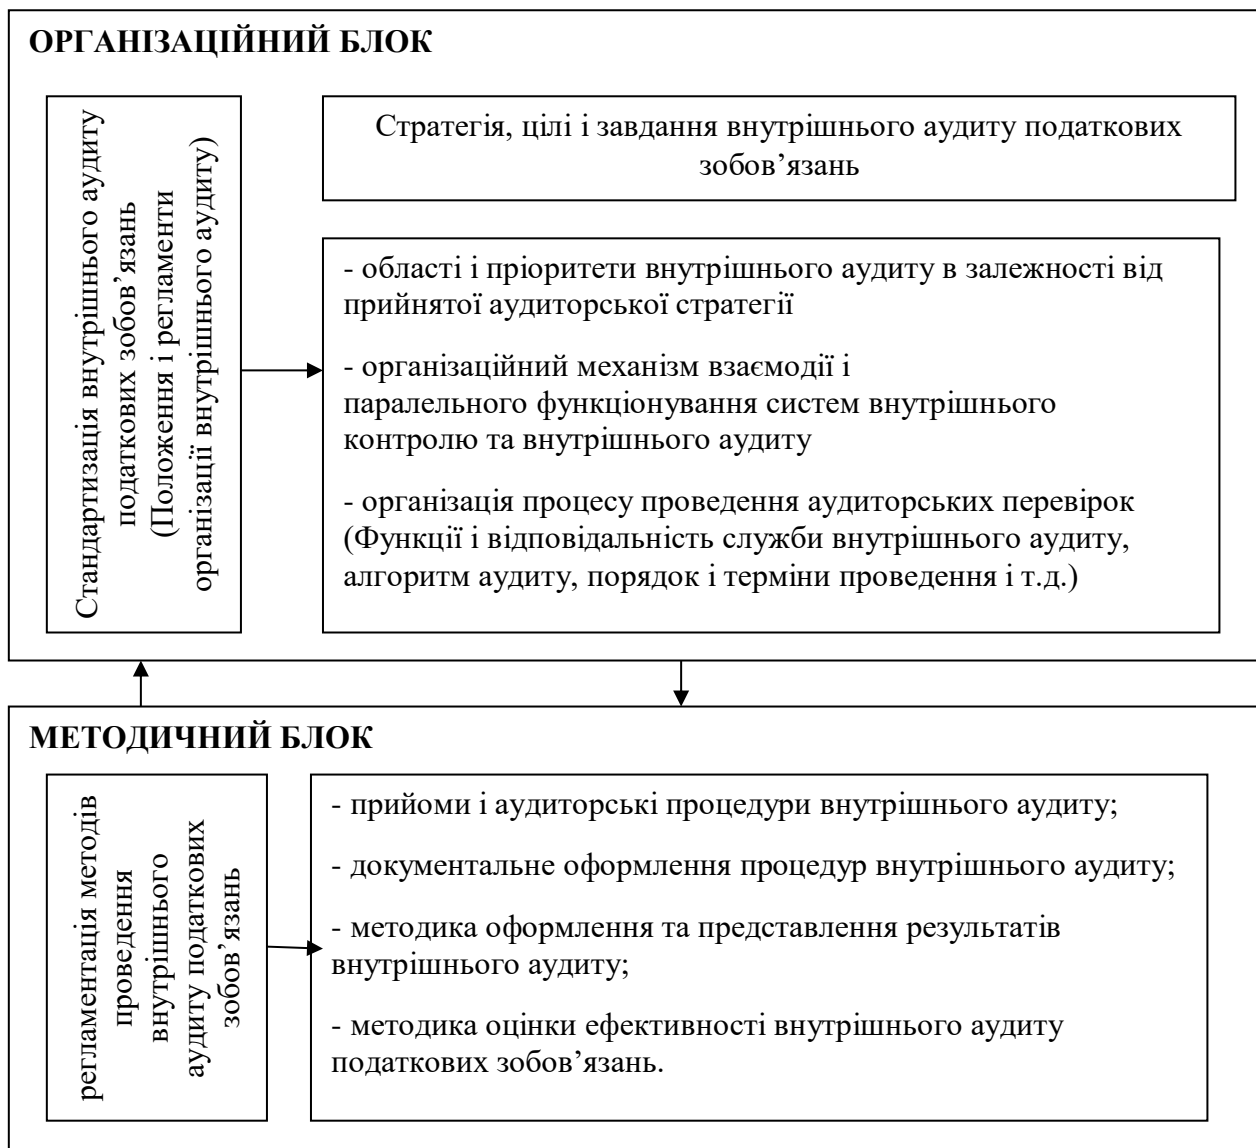 ОРГАНІЗАЦІЙНИЙ БЛОК
Стандартизація внутрішнього аудиту
податкових зобов’язань
(Положення і регламенти
організації внутрішнього аудиту)
Стратегія, цілі і завдання внутрішнього аудиту податкових
зобов’язань
- області і пріоритети внутрішнього аудиту в залежності від
прийнятої аудиторської стратегії
- організаційний механізм взаємодії і
паралельного функціонування систем внутрішнього
контролю та внутрішнього аудиту
- організація процесу проведення аудиторських перевірок
(Функції і відповідальність служби внутрішнього аудиту,
алгоритм аудиту, порядок і терміни проведення і т.д.)
МЕТОДИЧНИЙ БЛОК
регламентація методів
проведення
внутрішнього
аудиту податкових
зобов’язань
- прийоми і аудиторські процедури внутрішнього аудиту;
- документальне оформлення процедур внутрішнього аудиту;
- методика оформлення та представлення результатів
внутрішнього аудиту;
- методика оцінки ефективності внутрішнього аудиту
податкових зобов’язань.